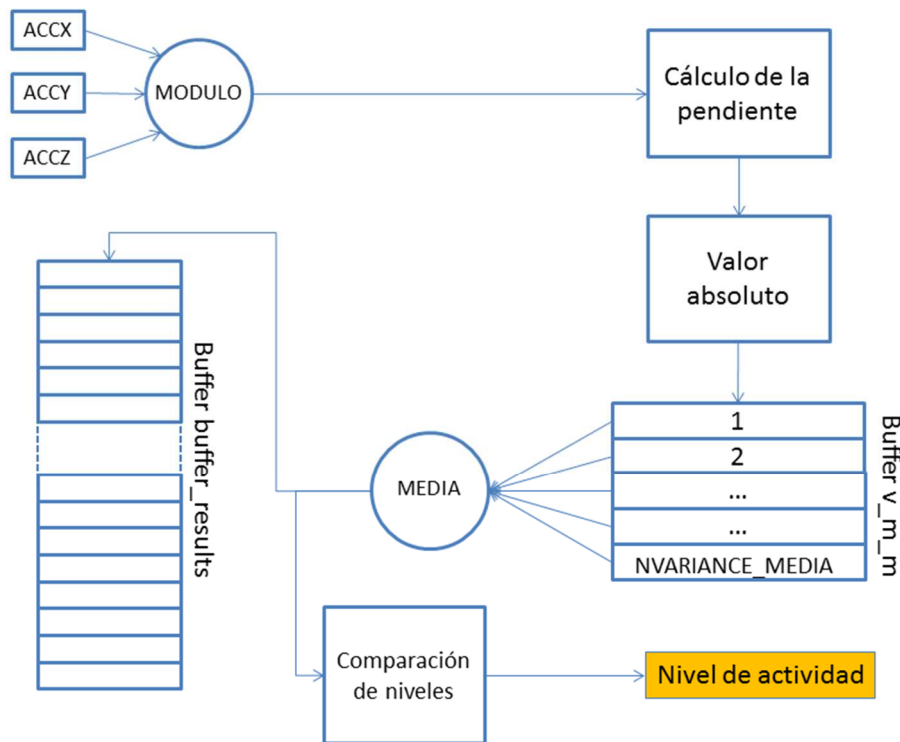 ACCX
ACCY
ACCZ
MODULO
Cálculo de la
pendiente
Valor
absoluto
1
2
...
...
NVARIANCE_MEDIA
Buffer v_m_m
MEDIA
Buffer buffer_results
Comparación
de niveles
Nivel de actividad